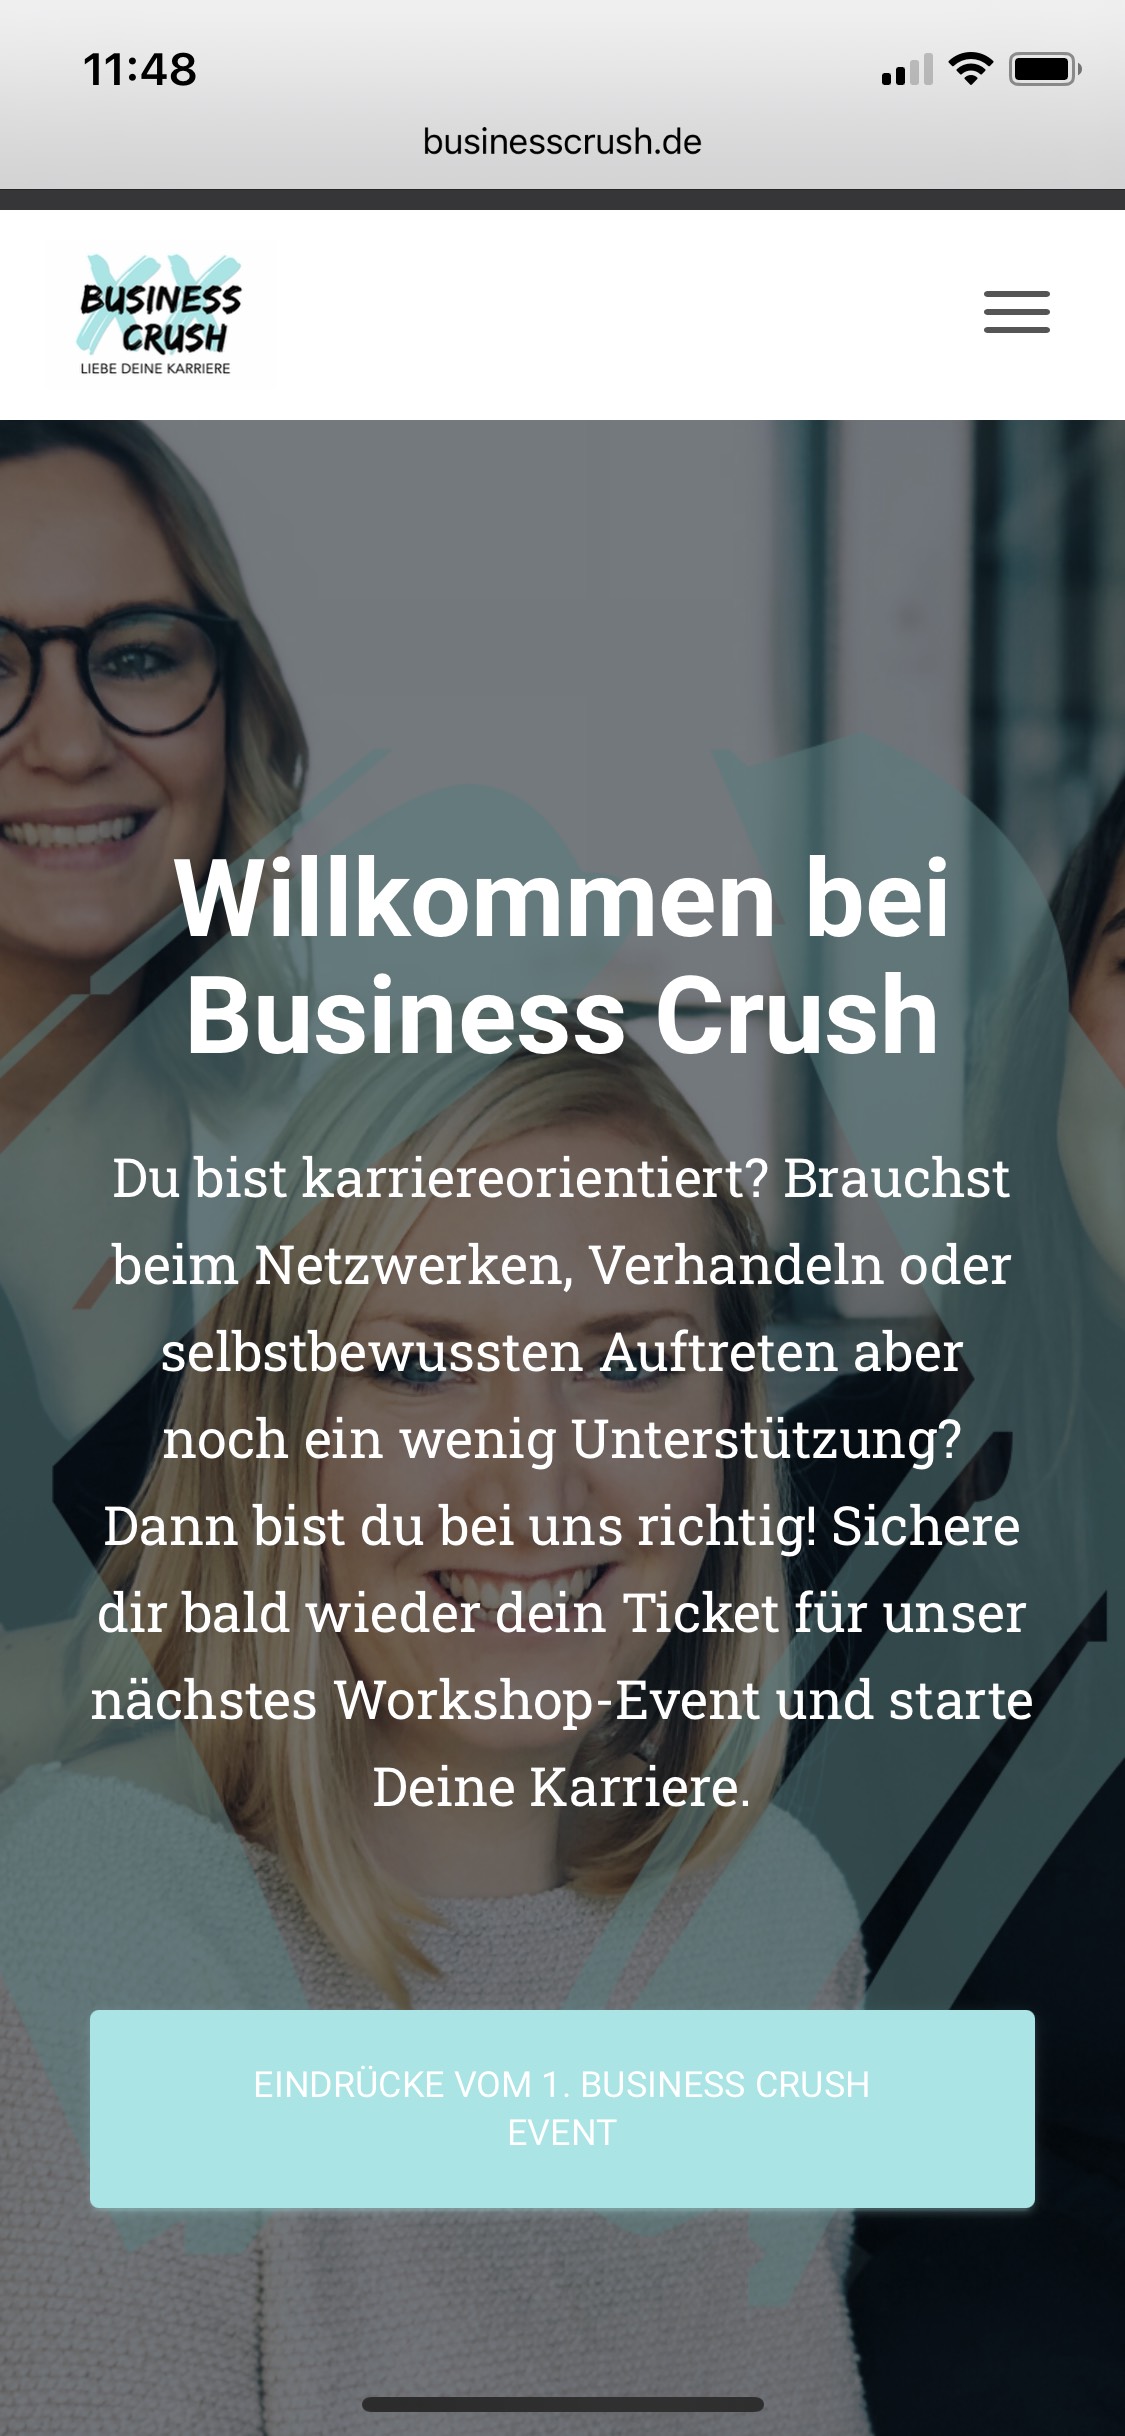 11:48
businesscrush.de
BUSINESS
CRUSH
LIEBE DEINE KARRIERE
Willkommen bei
Business Crush
Du bist karriereorientiert? Brauchst
beim Netzwerken, Verhandeln oder
selbstbewussten Auftreten aber
noch ein wenig Unterstützung?
Dann bist du bei uns richtig! Sichere
dir bald wieder dein Ticket für unser
nächstes Workshop-Event und starte
Deine Karriere.
EINDRÜCKE VOM 1. BUSINESS CRUSH
EVENT